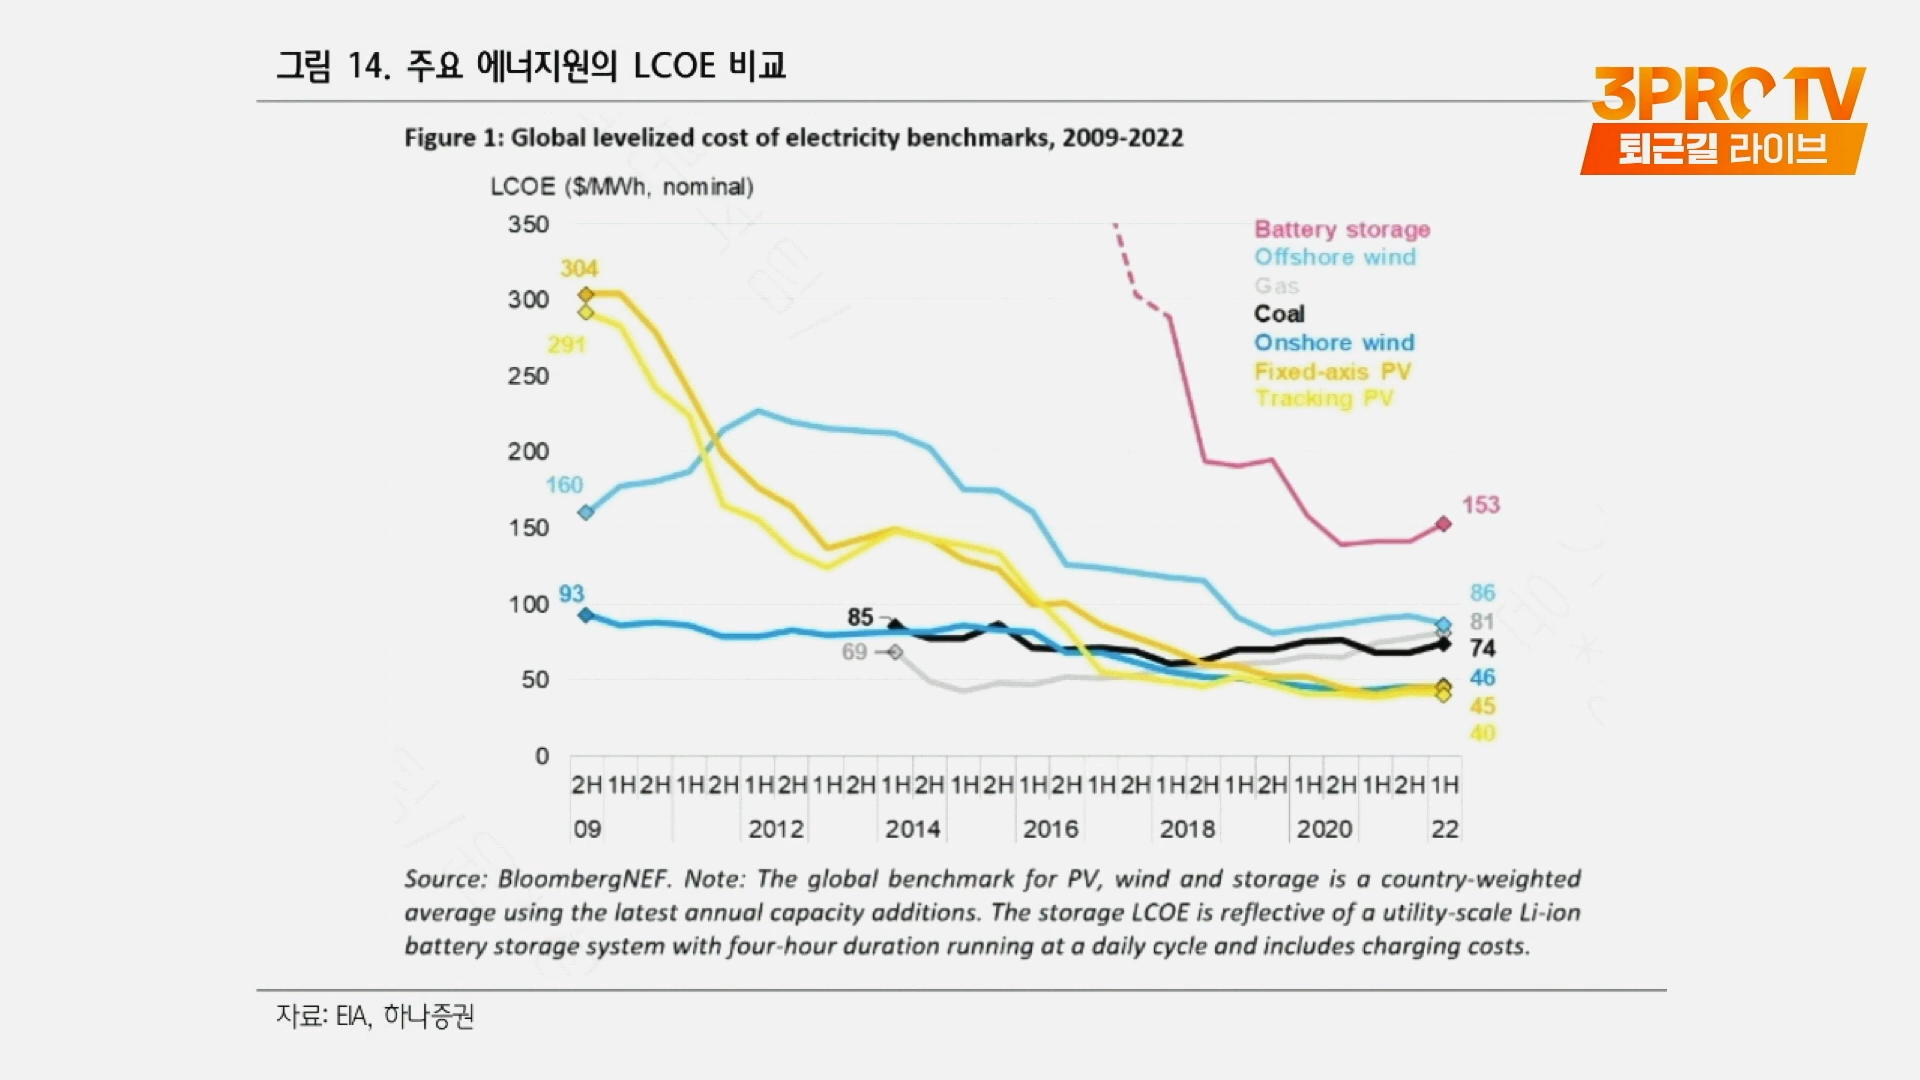 그림 14. 주요 에너지원의 LCOE 비교
3PRO TV
퇴근길 라이브
Figure 1: Global levelized cost of electricity benchmarks, 2009-2022
LCOE ($/MWh, nominal)
350
300
250
200
150
100
50
0
304
291
160
93
85
69
Battery storage
Offshore wind
Gas
Coal
Onshore wind
Fixed-axis PV
Tracking PV
153
86
81
74
46
45
40
2H 1H 2H 1H 2H 1H 2H 1H 2H 1H 2H 1H 2H 1H 2H 1H 2H 1H 2H 1H 2H 1H 2H 1H 2H 1H
09 2012 2014 2016 2018 2020 22
Source: BloombergNEF. Note: The global benchmark for PV, wind and storage is a country-weighted
average using the latest annual capacity additions. The storage LCOE is reflective of a utility-scale Li-ion
battery storage system with four-hour duration running at a daily cycle and includes charging costs.
자료: EIA, 하나증권